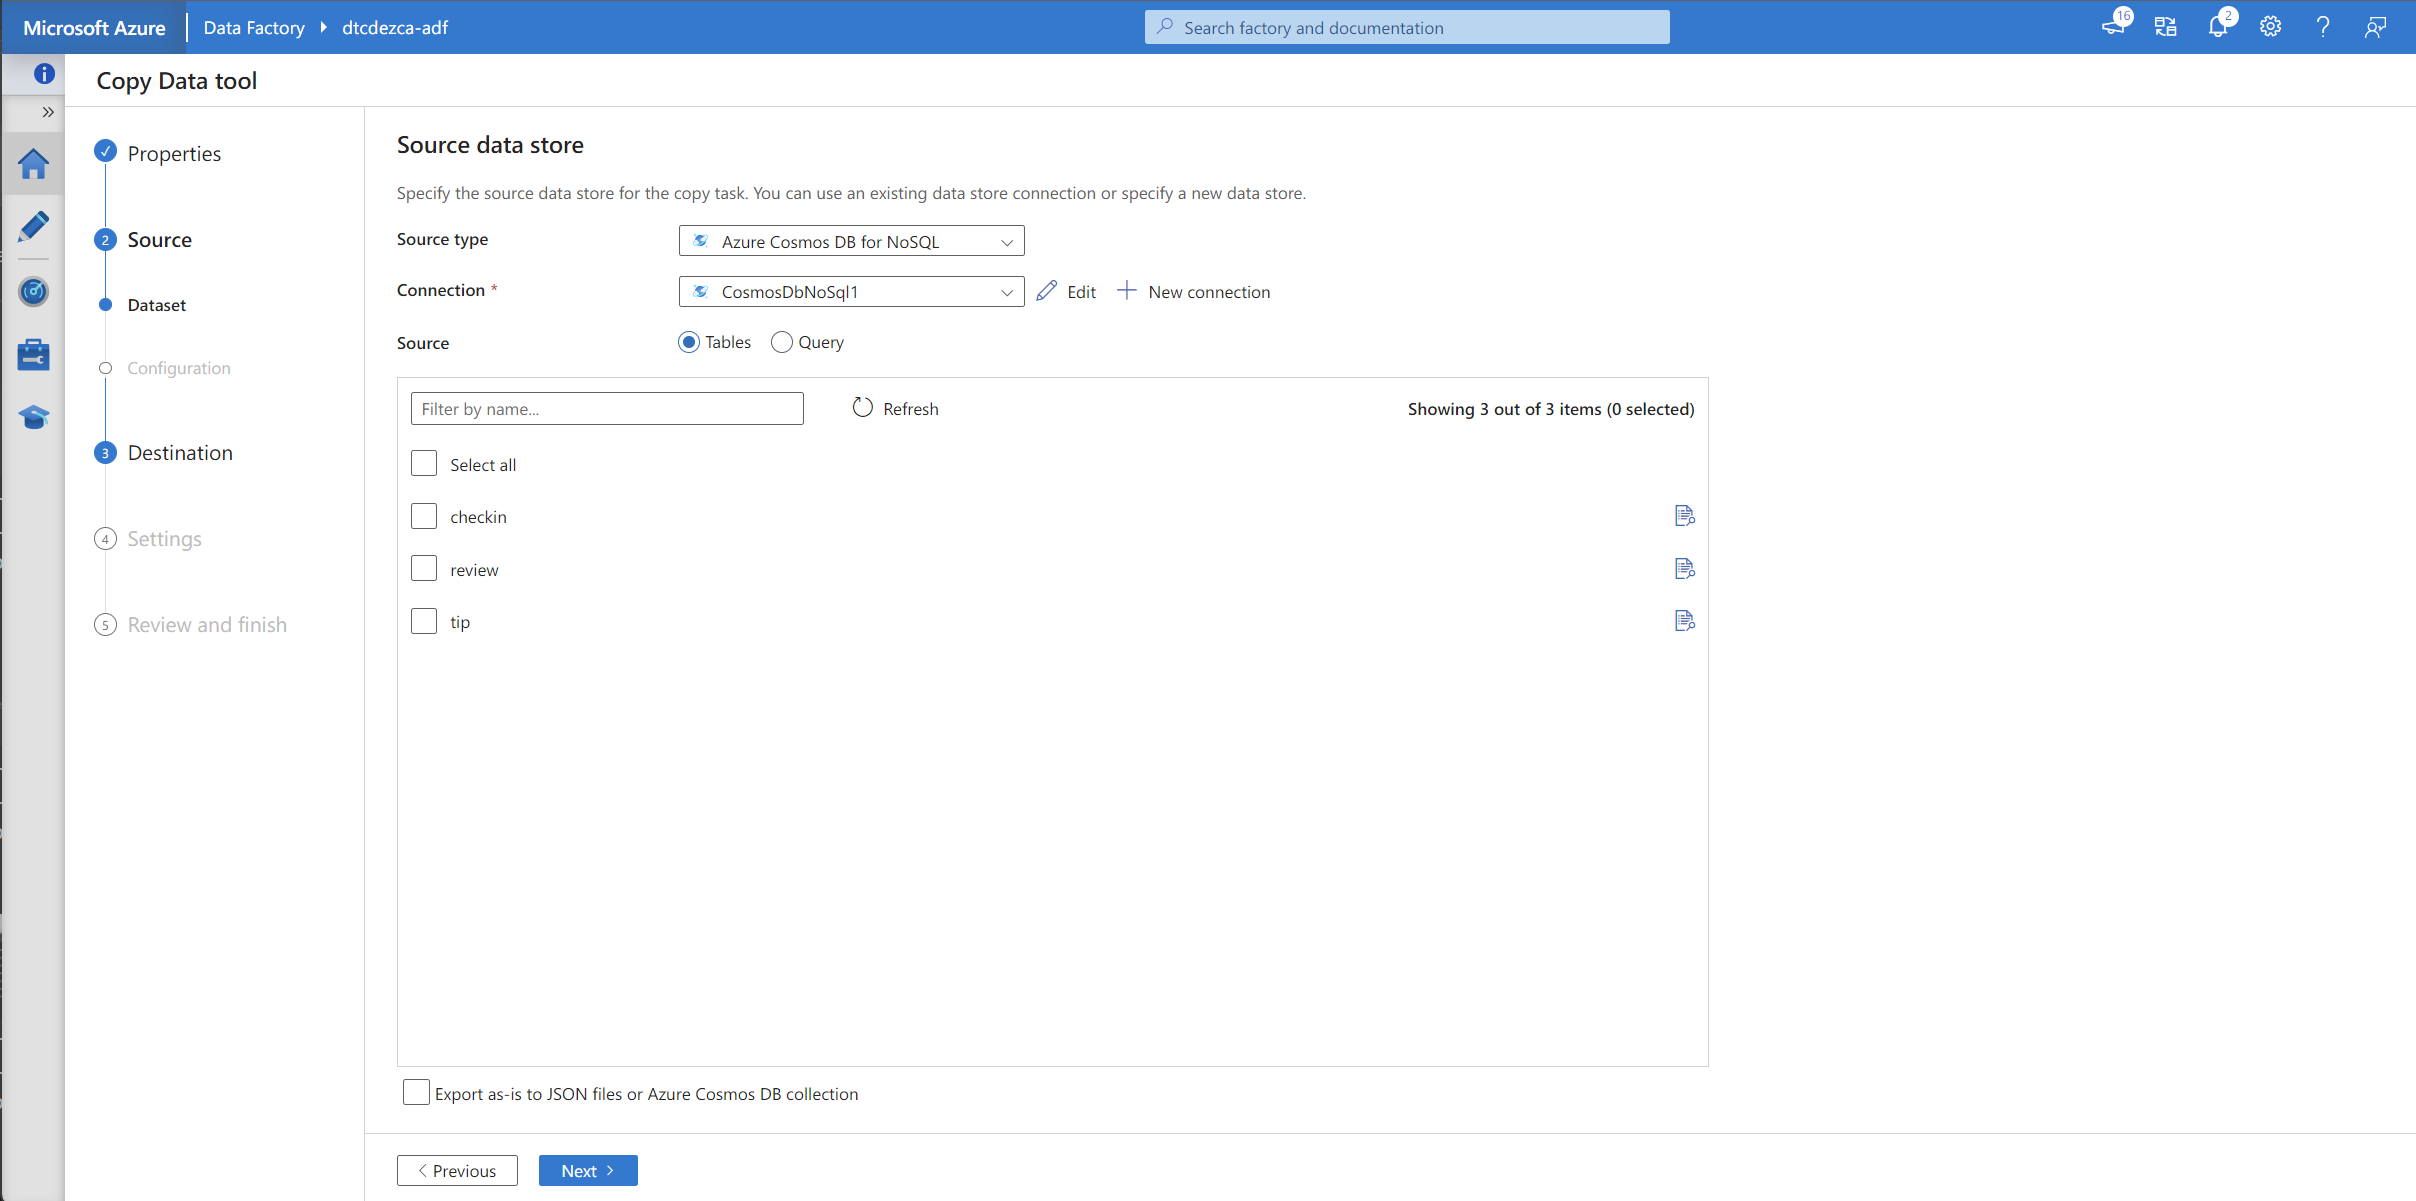 Microsoft Azure Data Factory dtcdezca-adf Search factory and documentation 16 2
Copy Data tool
Properties
2 Source
Dataset
Configuration
3 Destination
4 Settings
5 Review and finish
Source data store
Specify the source data store for the copy task. You can use an existing data store connection or specify a new data store.
Source type Azure Cosmos DB for NoSQL
Connection * CosmosDbNoSql1 Edit New connection
Source Tables Query
Filter by name... Refresh Showing 3 out of 3 items (0 selected)
Select all
checkin
review
tip
Export as-is to JSON files or Azure Cosmos DB collection
Previous Next